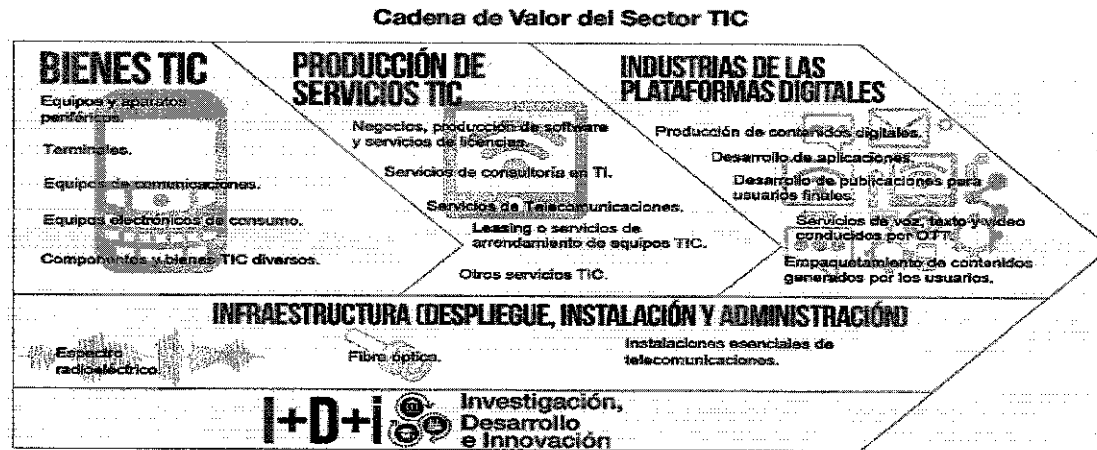 Cadena de Valor del Sector TIC
BIENES TIC
Equipos y aparatos
periféricos.
Terminales.
Equipos de comunicaciones.
Equipos electrónicos de consumo.
Componentes y bienes TIC diversos.
PRODUCCIÓN DE
SERVICIOS TIC
Negocios, producción de software
y servicios de licencias.
Servicios de consultoría en TI.
Servicios de Telecomunicaciones.
Leasing o servicios de
arrendamiento de equipos TIC.
Otros servicios TIC.
INDUSTRIAS DE LAS
PLATAFORMAS DIGITALES
Producción de contenidos digitales.
Desarrollo de aplicaciones.
Desarrollo de publicaciones para
usuarios finales.
Servicios de voz, texto y video
conducidos por OTT.
Empaquetamiento de contenidos
generados por los usuarios.
INFRAESTRUCTURA (DESPLIEGUE, INSTALACIÓN Y ADMINISTRACIÓN)
Espectro
radioeléctrico.
Fibra óptica.
Instalaciones esenciales de
telecomunicaciones.
I+D+i
Investigación,
Desarrollo
e Innovación